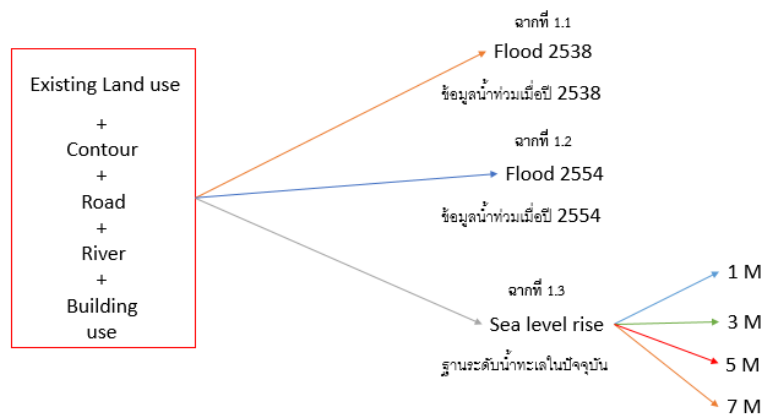 Existing Land use
+
Contour
+
Road
+
River
+
Building
use
ฉากที่ 1.1
Flood 2538
ข้อมูลน้ำท่วมเมื่อปี 2538
ฉากที่ 1.2
Flood 2554
ข้อมูลน้ำท่วมเมื่อปี 2554
ฉากที่ 1.3
Sea level rise
ฐานระดับน้ำทะเลในปัจจุบัน
1 M
3 M
5 M
7 M